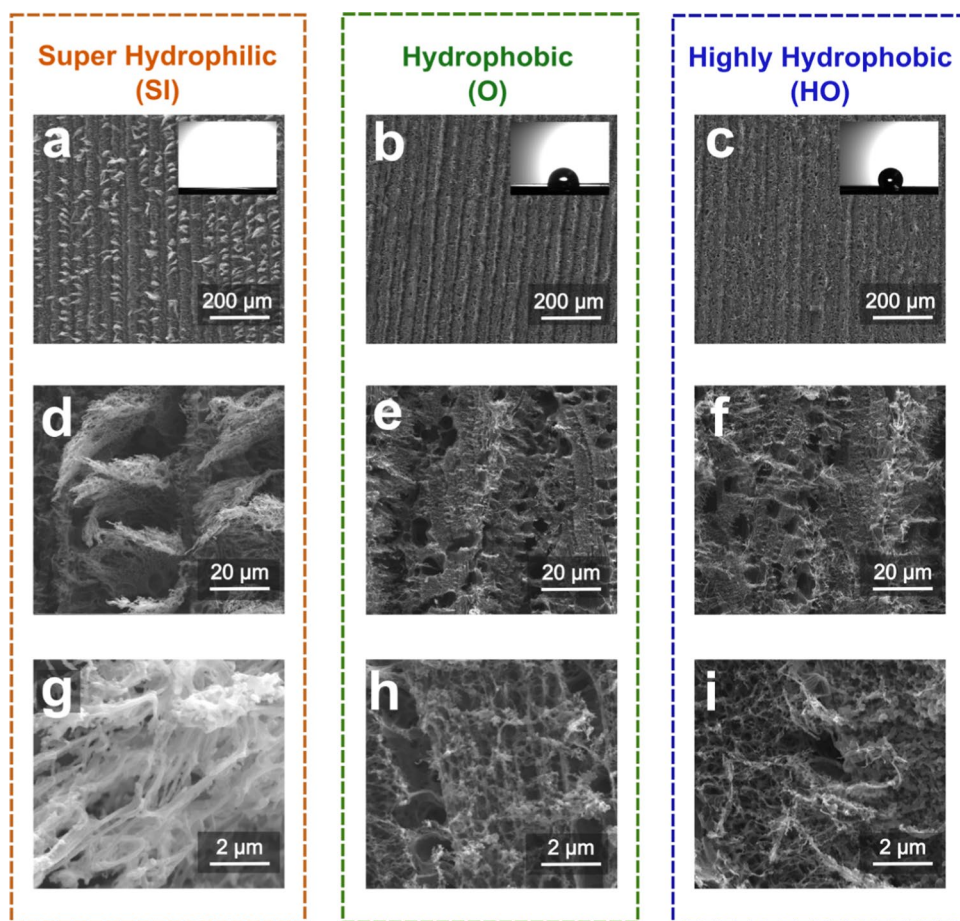 Super Hydrophilic
(SI)
Hydrophobic
(O)
Highly Hydrophobic
(HO)
a
200 µm
b
200 µm
c
200 µm
d
20 µm
e
20 µm
f
20 µm
g
2 µm
h
2 µm
i
2 µm